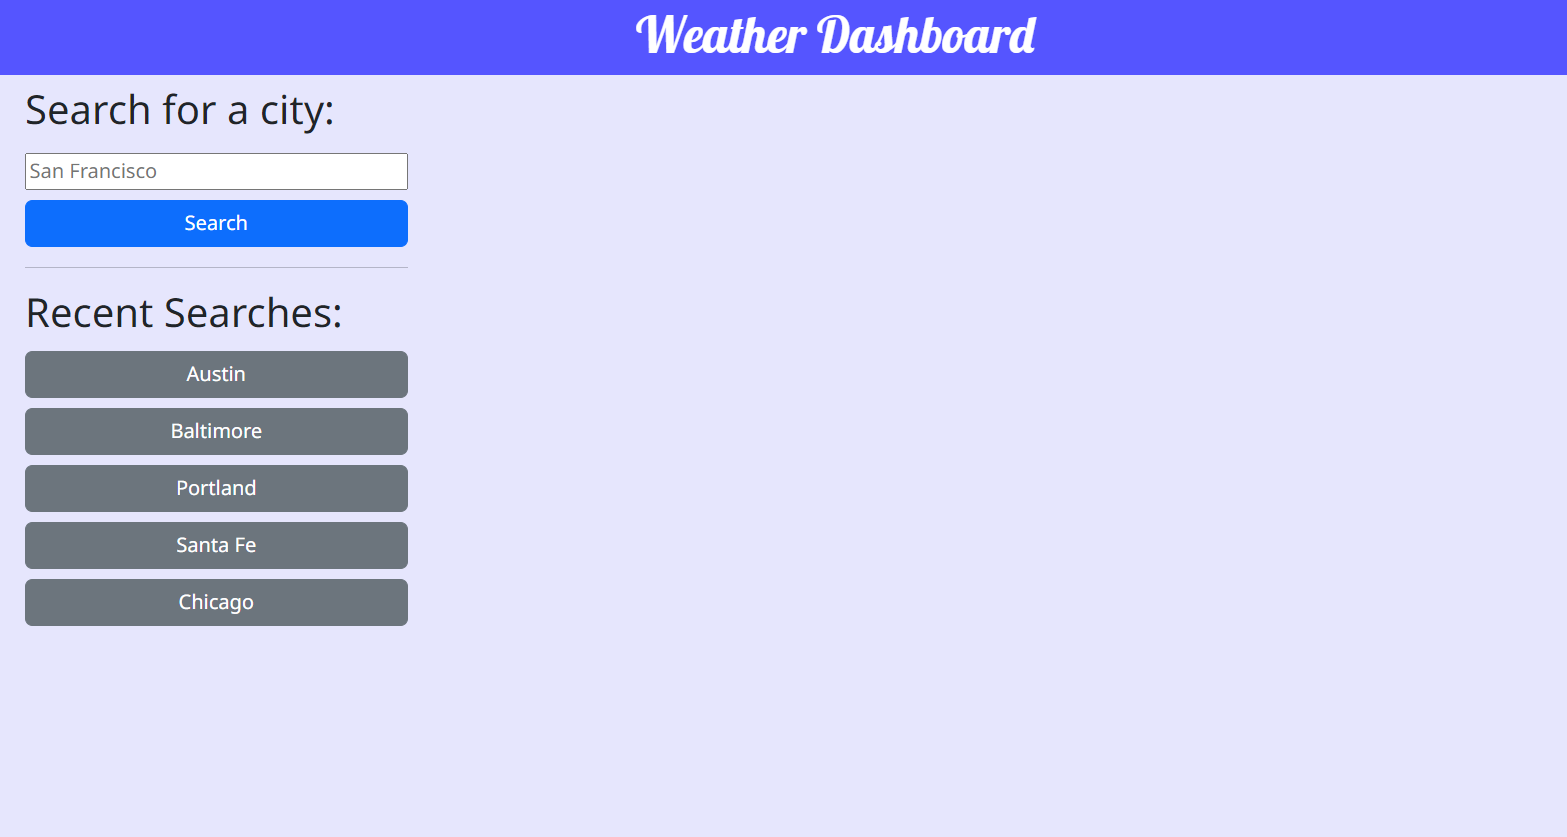 Weather Dashboard
Search for a city:
San Francisco
Search
Recent Searches:
Austin
Baltimore
Portland
Santa Fe
Chicago